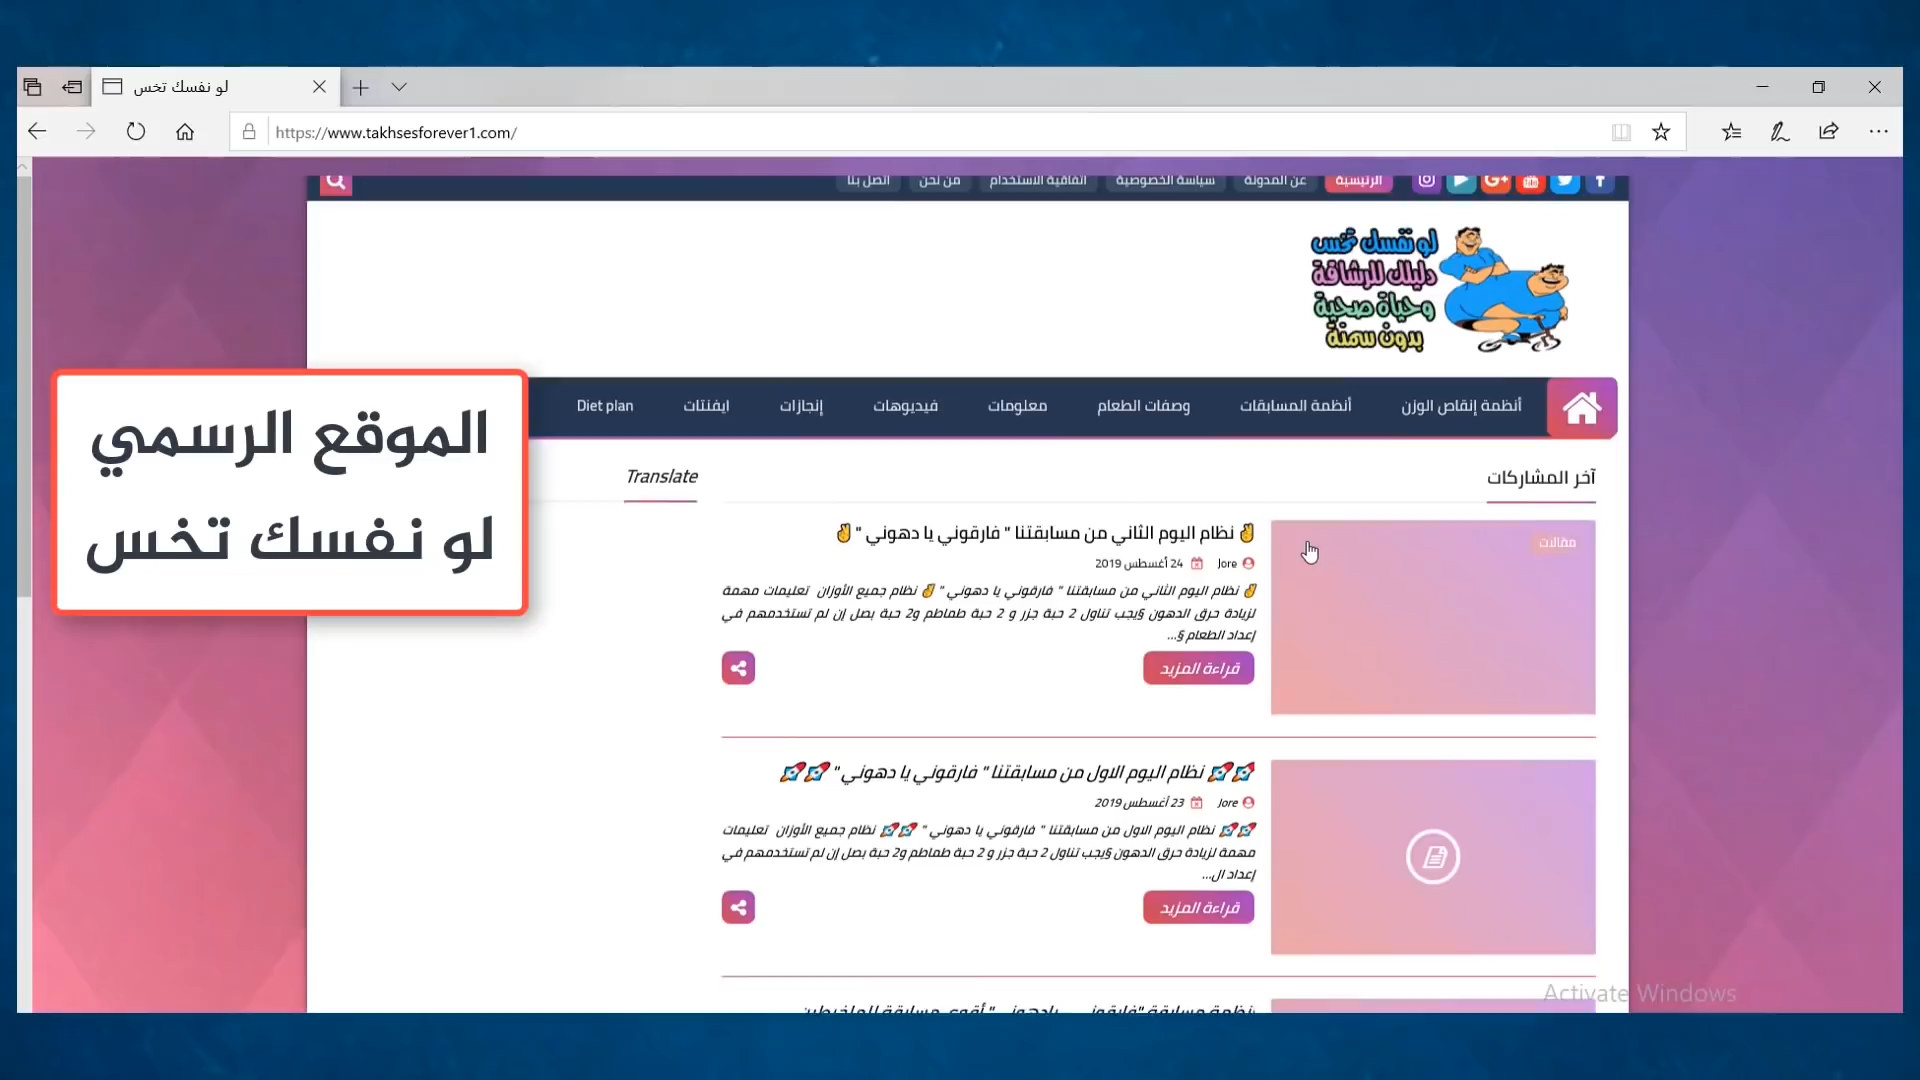 لو نفسك تخس
https://www.takhsesforever1.com/
الرئيسية
عن المدونة
سياسة الخصوصية
اتفاقية الاستخدام
من نحن
اتصل بنا
لو نفسك تخس
دليلك للرشاقة
وحياة صحية
بدون سمنة
أنظمة إنقاص الوزن
أنظمة المسابقات
وصفات الطعام
معلومات
فيديوهات
إنجازات
ايفنتات
Diet plan
الموقع الرسمي
لو نفسك تخس
آخر المشاركات
Translate
مقالات
✌ نظام اليوم الثاني من مسابقتنا " فارقوني يا دهوني " ✌
Jore 24 أغسطس 2019
✌ نظام اليوم الثاني من مسابقتنا " فارقوني يا دهوني " ✌ نظام جميع الأوزان تعليمات مهمة
لزيادة حرق الدهون §يجب تناول 2 حبة جزر و 2 حبة طماطم و2 حبة بصل إن لم تستخدمهم في
إعداد الطعام §...
قراءة المزيد
🚀🚀 نظام اليوم الاول من مسابقتنا " فارقوني يا دهوني " 🚀🚀
Jore 23 أغسطس 2019
🚀🚀 نظام اليوم الاول من مسابقتنا " فارقوني يا دهوني " 🚀🚀 نظام جميع الأوزان تعليمات
مهمة لزيادة حرق الدهون §يجب تناول 2 حبة جزر و 2 حبة طماطم و2 حبة بصل إن لم تستخدمهم في
إعداد ال...
قراءة المزيد
Activate Windows